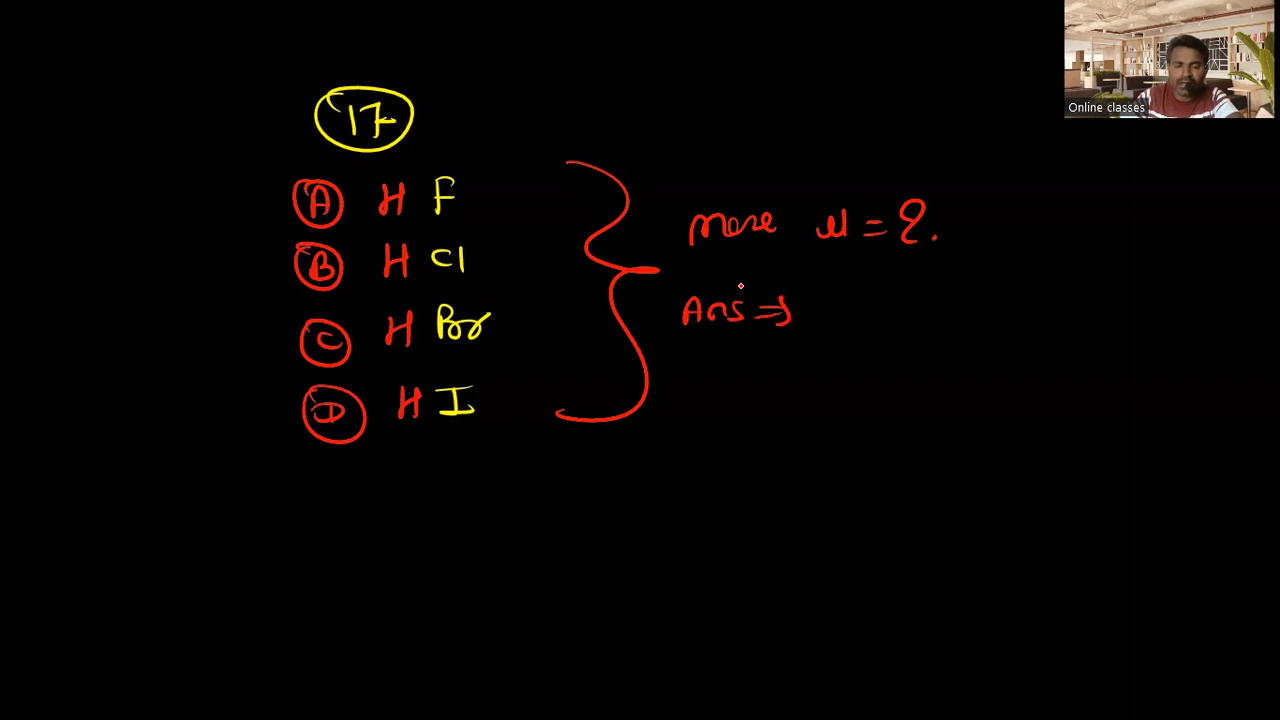 17
A H F
B H Cl
C H Br
D H I
more μ = ?.
Ans ⇒
Online classes